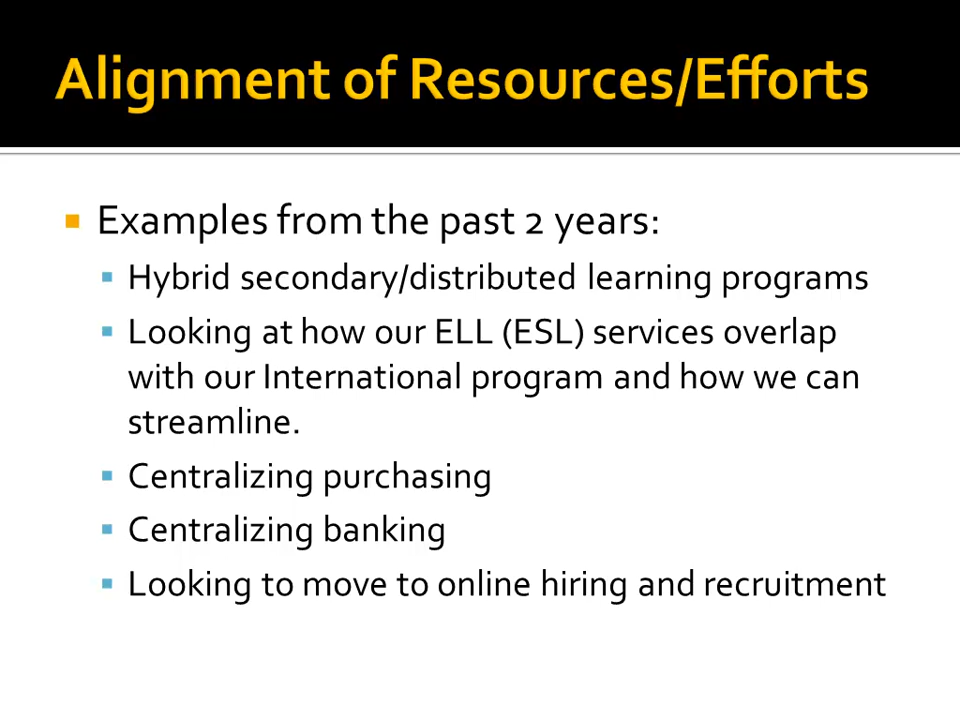 Alignment of Resources/Efforts
Examples from the past 2 years:
Hybrid secondary/distributed learning programs
Looking at how our ELL (ESL) services overlap
with our International program and how we can
streamline.
Centralizing purchasing
Centralizing banking
Looking to move to online hiring and recruitment